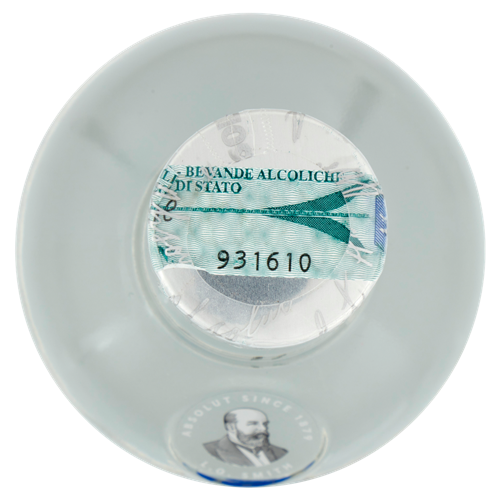 - BEVANDE ALCOLICHE
DI STATO
931610
ABSOLUT SINCE 1879
L.O. SMITH